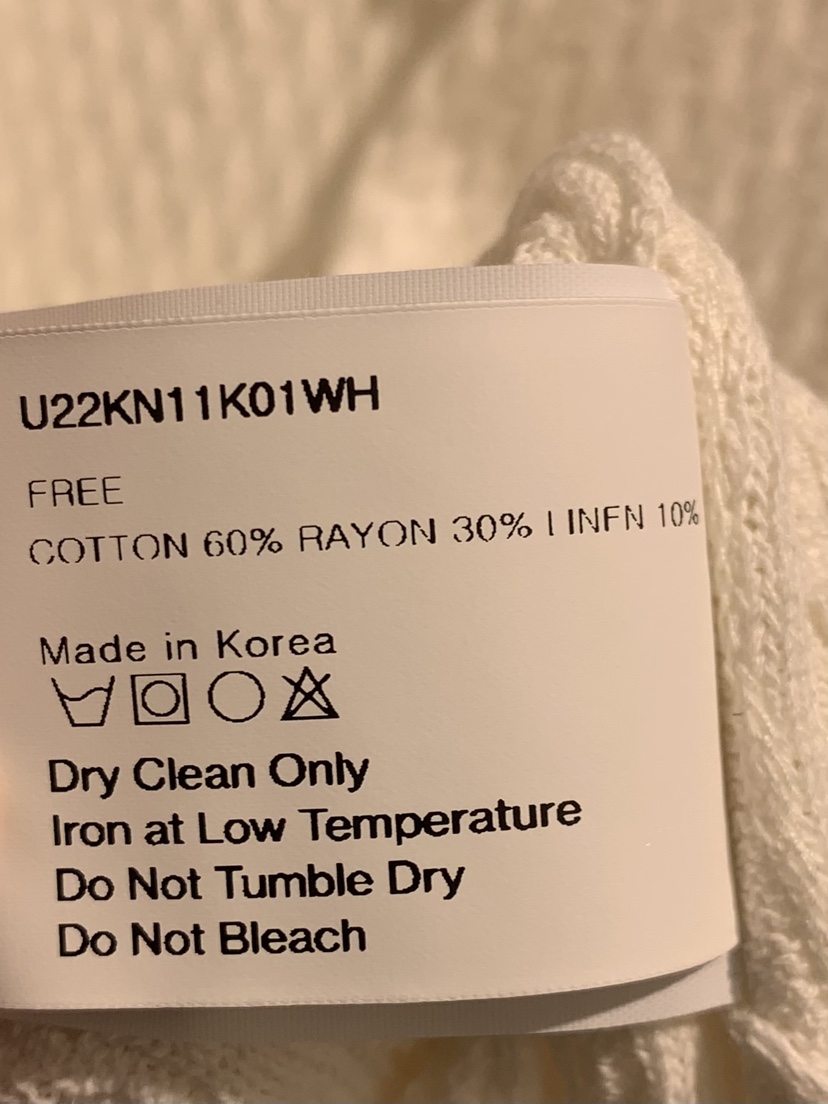 U22KN11K01WH
FREE
COTTON 60% RAYON 30% LINEN 10%
Made in Korea
Dry Clean Only
Iron at Low Temperature
Do Not Tumble Dry
Do Not Bleach